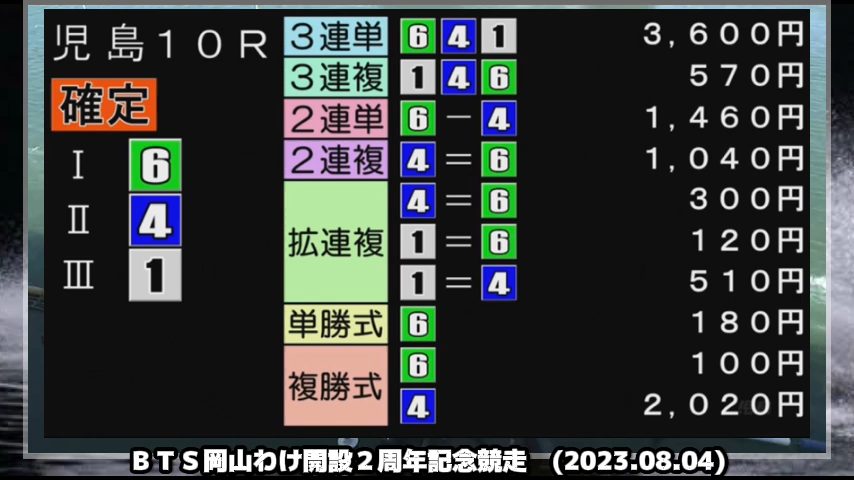 児島１０Ｒ
確定
Ⅰ 6
Ⅱ 4
Ⅲ 1
３連単 6 4 1 3,600円
３連複 1 4 6 570円
２連単 6－4 1,460円
２連複 4＝6 1,040円
拡連複 4＝6 300円
1＝6 120円
1＝4 510円
単勝式 6 180円
複勝式 6 100円
4 2,020円
ＢＴＳ岡山わけ開設２周年記念競走　(2023.08.04)